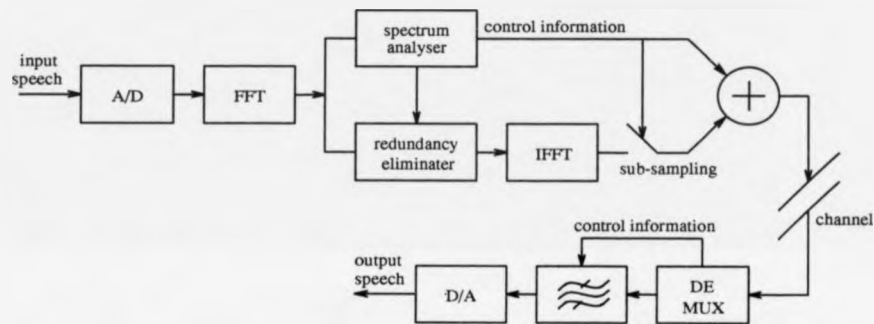 spectrum
analyser
control information
input
speech
A/D
FFT
redundancy
eliminater
IFFT
sub-sampling
channel
control information
output
speech
D/A
DE
MUX